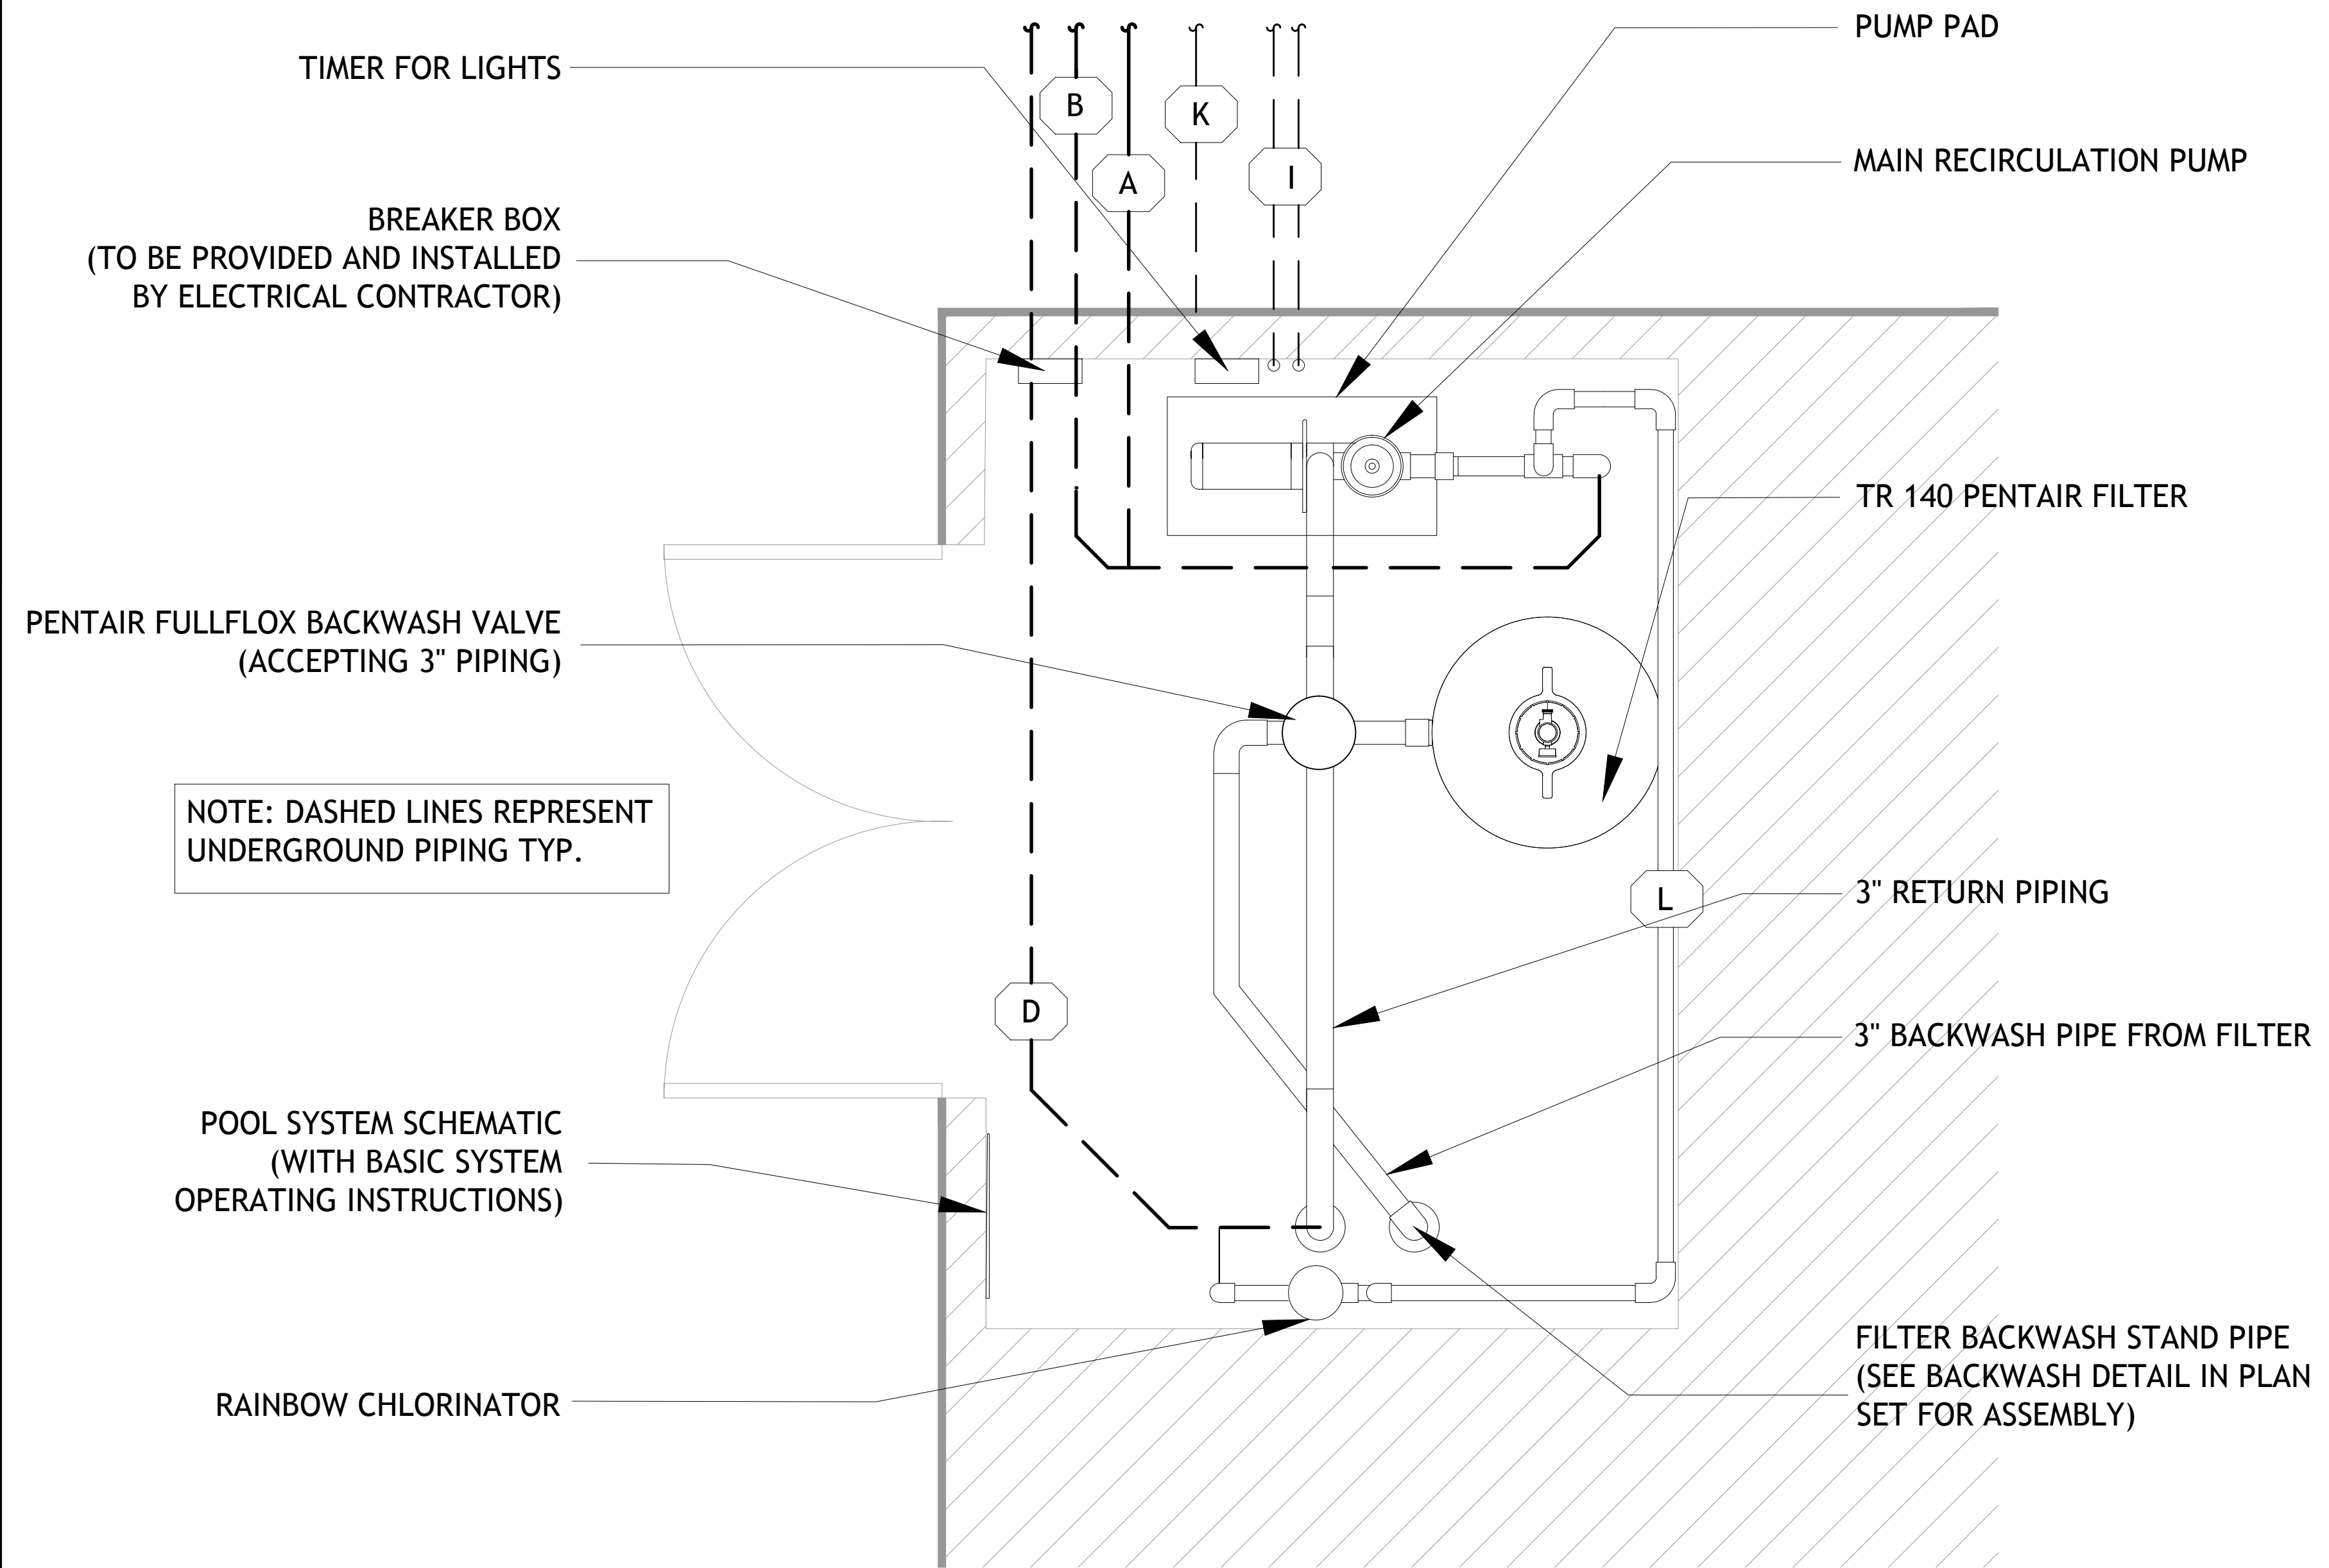 PUMP PAD
TIMER FOR LIGHTS
B
K
MAIN RECIRCULATION PUMP
A
I
BREAKER BOX
(TO BE PROVIDED AND INSTALLED
BY ELECTRICAL CONTRACTOR)
TR 140 PENTAIR FILTER
PENTAIR FULLFLOX BACKWASH VALVE
(ACCEPTING 3" PIPING)
NOTE: DASHED LINES REPRESENT
UNDERGROUND PIPING TYP.
L
3" RETURN PIPING
D
3" BACKWASH PIPE FROM FILTER
POOL SYSTEM SCHEMATIC
(WITH BASIC SYSTEM
OPERATING INSTRUCTIONS)
FILTER BACKWASH STAND PIPE
(SEE BACKWASH DETAIL IN PLAN
SET FOR ASSEMBLY)
RAINBOW CHLORINATOR